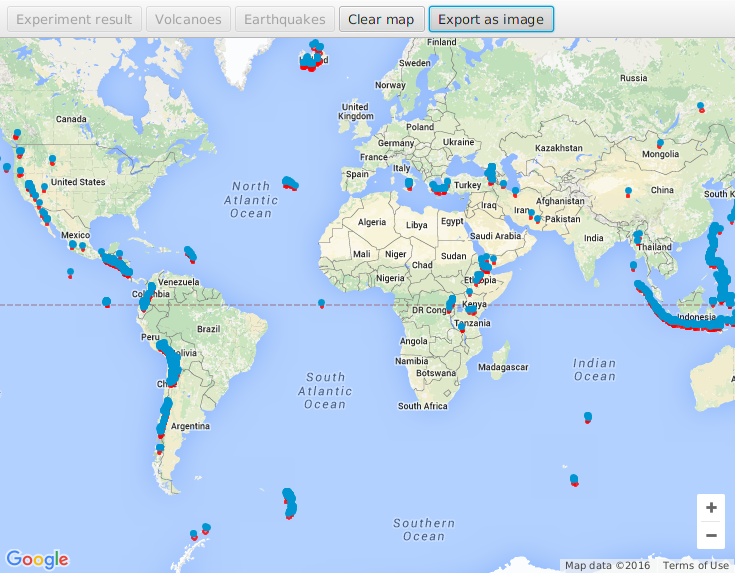 Experiment result
Volcanoes
Earthquakes
Clear map
Export as image
Finland
Sweden
Russia
Norway
Canada
United
Kingdom
Poland
Germany
Ukraine
Kazakhstan
Mongolia
France
Italy
United States
Spain
Turkey
China
South K
North
Atlantic
Ocean
Iraq
Iran
Afghanistan
Pakistan
Algeria
Libya
Egypt
Saudi Arabia
India
Mexico
Mali
Niger
Chad
Sudan
Thailand
Nigeria
Ethiopia
Venezuela
Colombia
DR Congo
Kenya
Tanzania
Indonesia
Peru
Brazil
Bolivia
Angola
Namibia
Botswana
Madagascar
Indian
Ocean
South
Atlantic
Ocean
South Africa
Argentina
Southern
Ocean
+
−
Google
Map data ©2016
Terms of Use